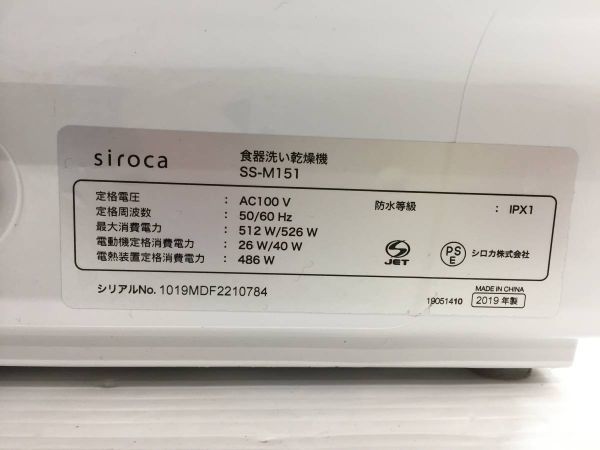 siroca
食器洗い乾燥機
SS-M151
定格電圧 : AC100 V
定格周波数 : 50/60 Hz
最大消費電力 : 512 W/526 W
電動機定格消費電力 : 26 W/40 W
電熱装置定格消費電力 : 486 W
防水等級 : IPX1
JET
PS
E
シロカ株式会社
シリアルNo. 1019MDF2210784
19051410
MADE IN CHINA
2019 年製